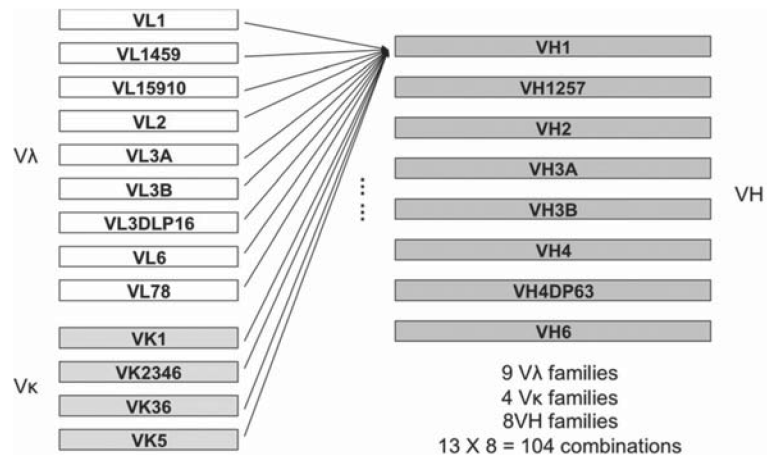 VL1
VL1459
VL15910
VL2
VL3A
VL3B
VL3DLP16
VL6
VL78
Vλ
VK1
VK2346
VK36
VK5
Vκ
VH1
VH1257
VH2
VH3A
VH3B
VH4
VH4DP63
VH6
VH
9 Vλ families
4 Vκ families
8VH families
13 X 8 = 104 combinations